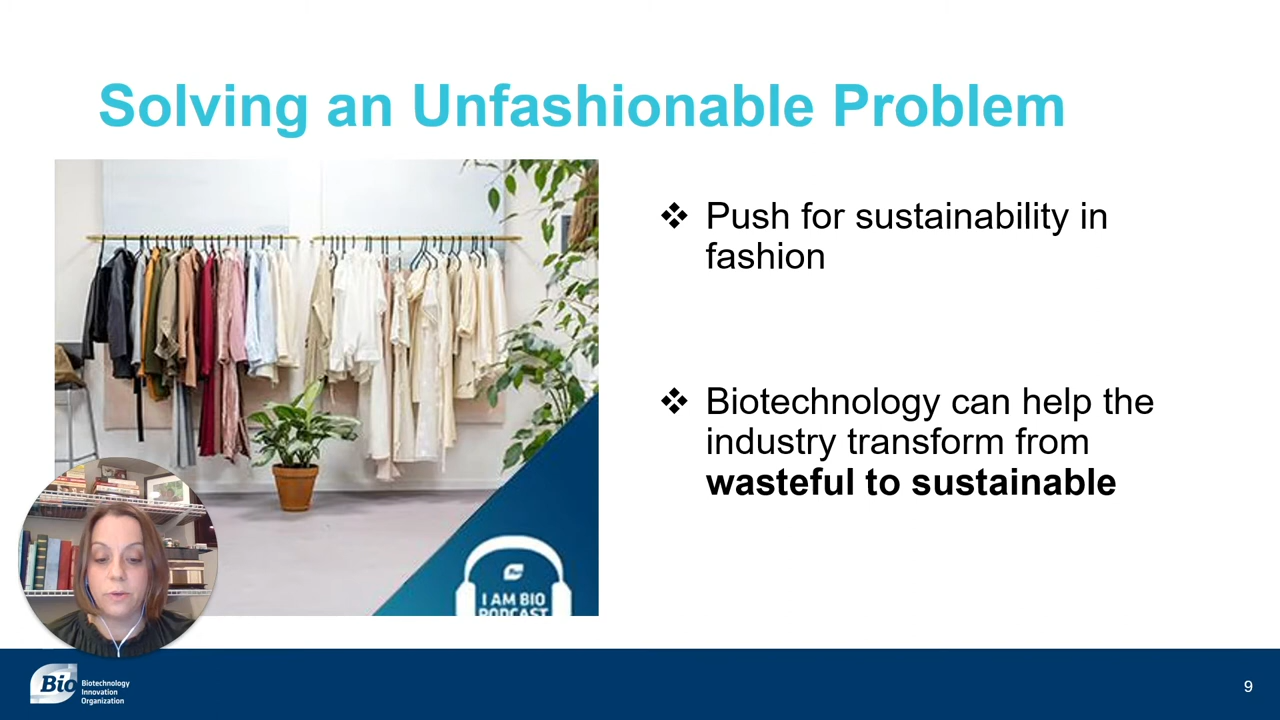 Solving an Unfashionable Problem
❖ Push for sustainability in
fashion
❖ Biotechnology can help the
industry transform from
wasteful to sustainable
I AM BIO
PODCAST
Bio
Biotechnology
Innovation
Organization
9